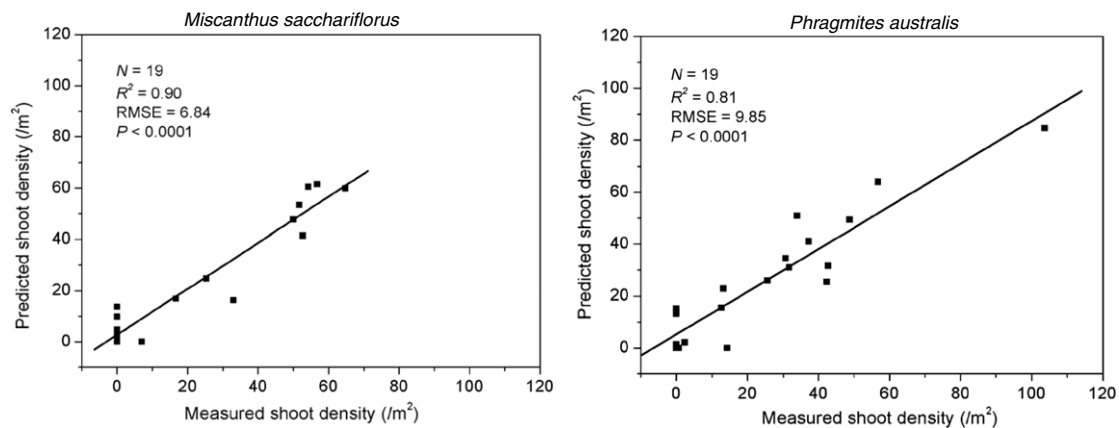 Miscanthus sacchariflorus
N = 19
R² = 0.90
RMSE = 6.84
P < 0.0001
Predicted shoot density (/m²)
120
100
80
60
40
20
0
0 20 40 60 80 100 120
Measured shoot density (/m²)
Phragmites australis
N = 19
R² = 0.81
RMSE = 9.85
P < 0.0001
Predicted shoot density (/m²)
120
100
80
60
40
20
0
0 20 40 60 80 100 120
Measured shoot density (/m²)